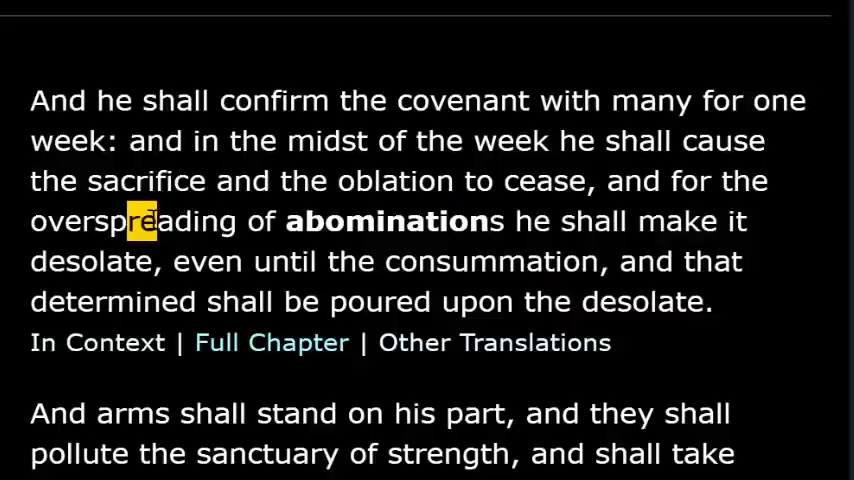 And he shall confirm the covenant with many for one
week: and in the midst of the week he shall cause
the sacrifice and the oblation to cease, and for the
overspreading of abominations he shall make it
desolate, even until the consummation, and that
determined shall be poured upon the desolate.
In Context | Full Chapter | Other Translations
And arms shall stand on his part, and they shall
pollute the sanctuary of strength, and shall take